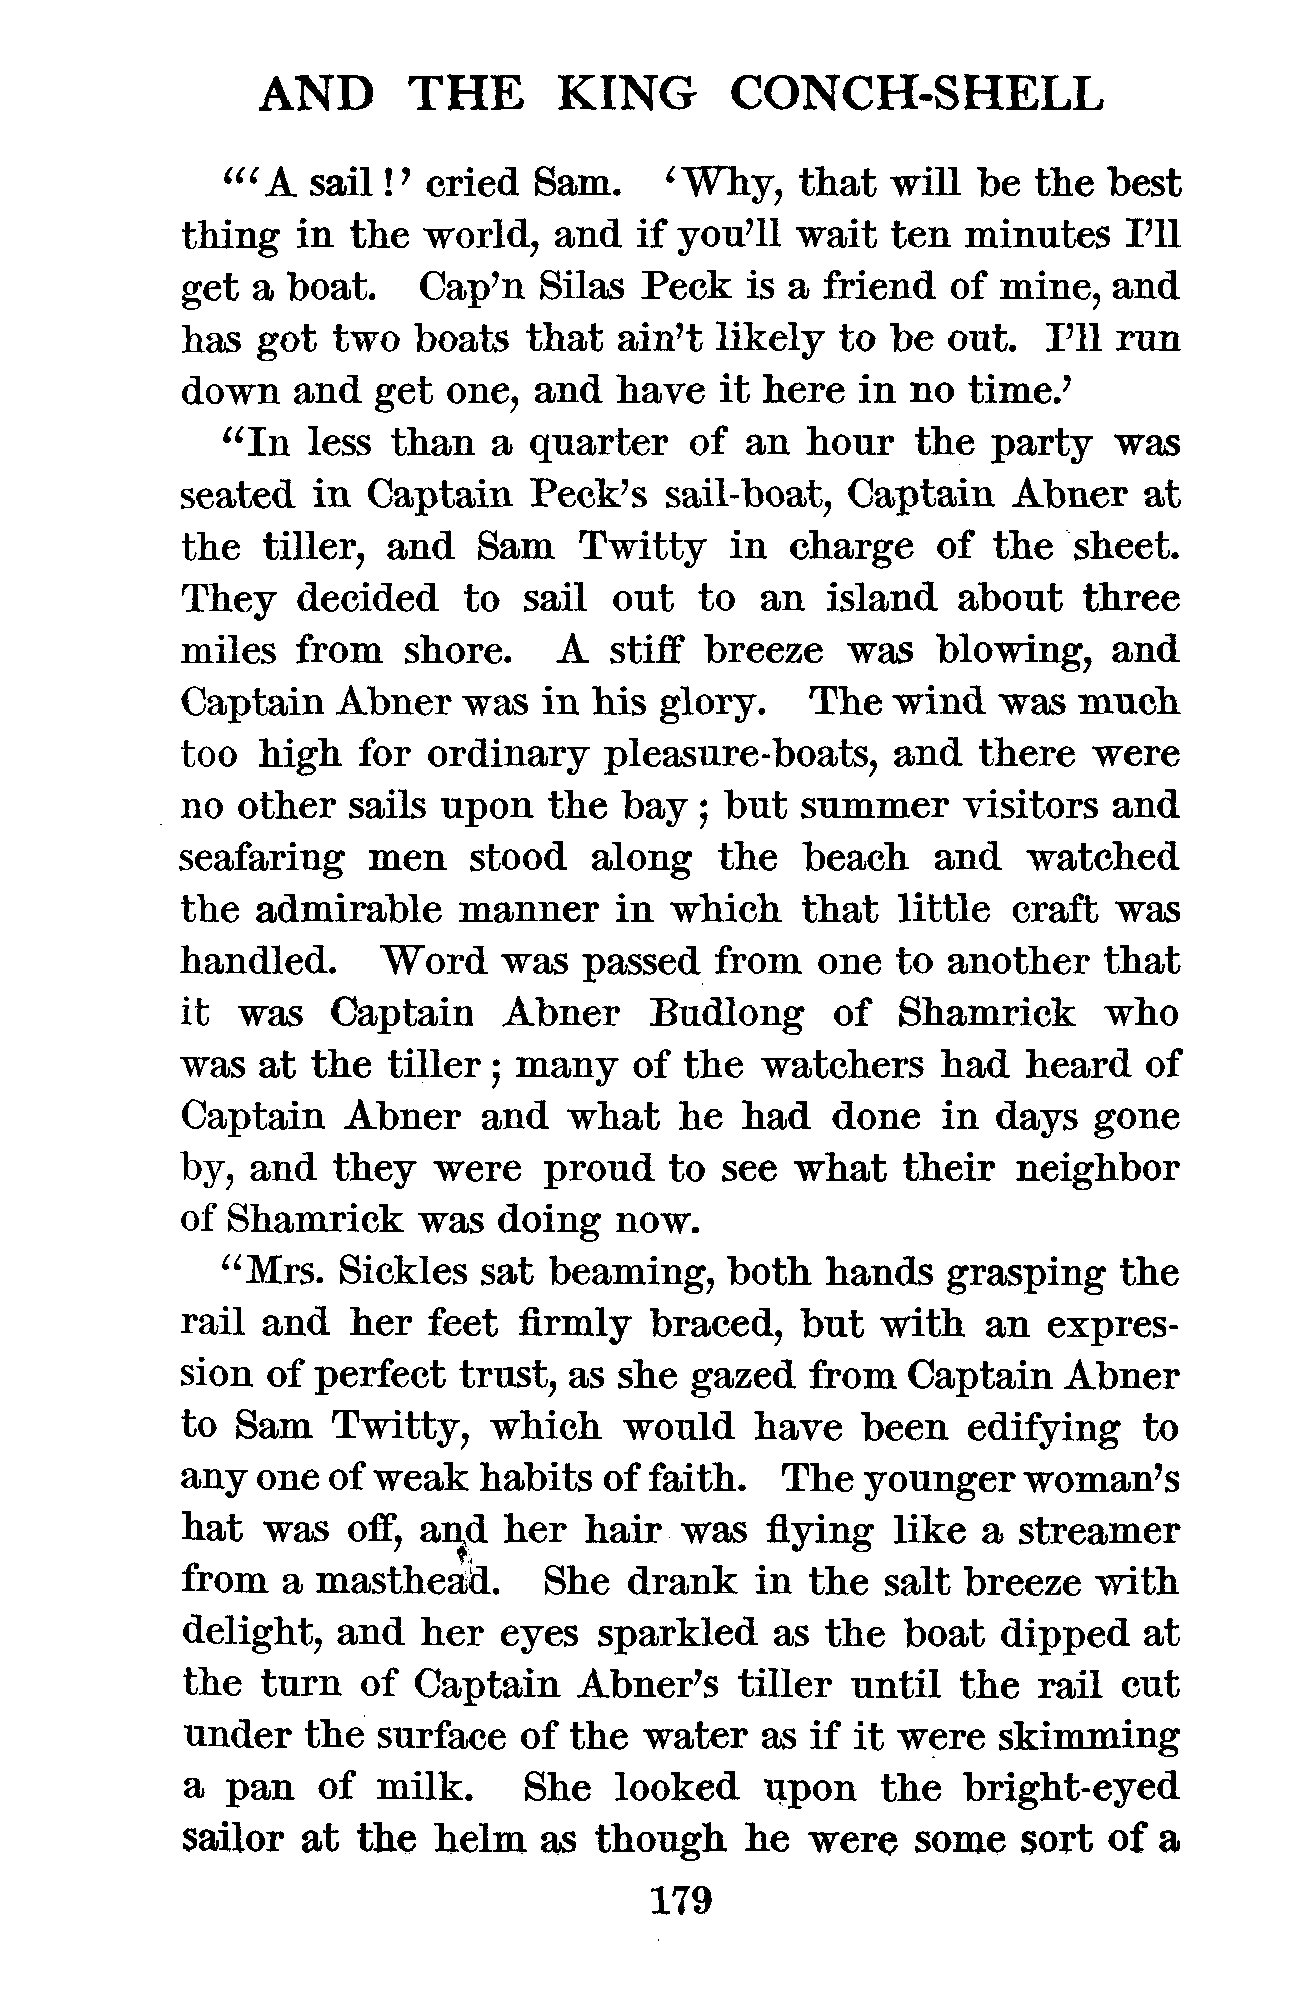 AND THE KING CONCH-SHELL
"'A sail!' cried Sam. 'Why, that will be the best
thing in the world, and if you'll wait ten minutes I'll
get a boat. Cap'n Silas Peck is a friend of mine, and
has got two boats that ain't likely to be out. I'll run
down and get one, and have it here in no time.'
"In less than a quarter of an hour the party was
seated in Captain Peck's sail-boat, Captain Abner at
the tiller, and Sam Twitty in charge of the sheet.
They decided to sail out to an island about three
miles from shore. A stiff breeze was blowing, and
Captain Abner was in his glory. The wind was much
too high for ordinary pleasure-boats, and there were
no other sails upon the bay; but summer visitors and
seafaring men stood along the beach and watched
the admirable manner in which that little craft was
handled. Word was passed from one to another that
it was Captain Abner Budlong of Shamrick who
was at the tiller; many of the watchers had heard of
Captain Abner and what he had done in days gone
by, and they were proud to see what their neighbor
of Shamrick was doing now.
"Mrs. Sickles sat beaming, both hands grasping the
rail and her feet firmly braced, but with an expres-
sion of perfect trust, as she gazed from Captain Abner
to Sam Twitty, which would have been edifying to
any one of weak habits of faith. The younger woman's
hat was off, and her hair was flying like a streamer
from a masthead. She drank in the salt breeze with
delight, and her eyes sparkled as the boat dipped at
the turn of Captain Abner's tiller until the rail cut
under the surface of the water as if it were skimming
a pan of milk. She looked upon the bright-eyed
sailor at the helm as though he were some sort of a
179